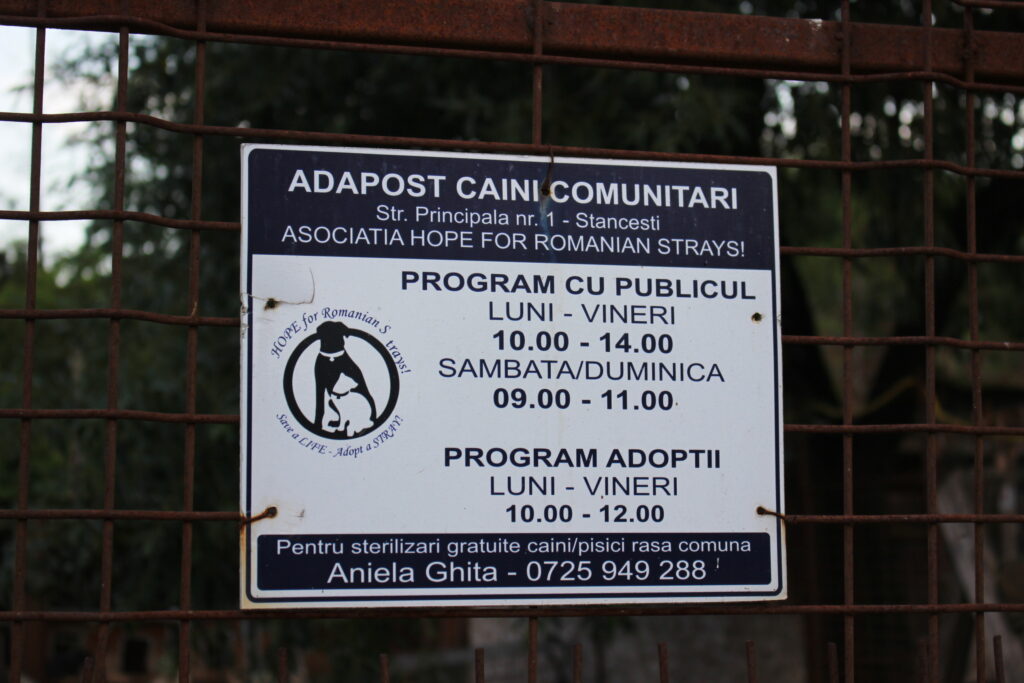 ADAPOST CAINI COMUNITARI
Str. Principala nr. 1 - Stancesti
ASOCIATIA HOPE FOR ROMANIAN STRAYS!
PROGRAM CU PUBLICUL
LUNI - VINERI
10.00 - 14.00
SAMBATA/DUMINICA
09.00 - 11.00
HOPE for Romanian S trays!
Save a LIFE - Adopt a STRAY!
PROGRAM ADOPTII
LUNI - VINERI
10.00 - 12.00
Pentru sterilizari gratuite caini/pisici rasa comuna
Aniela Ghita - 0725 949 288